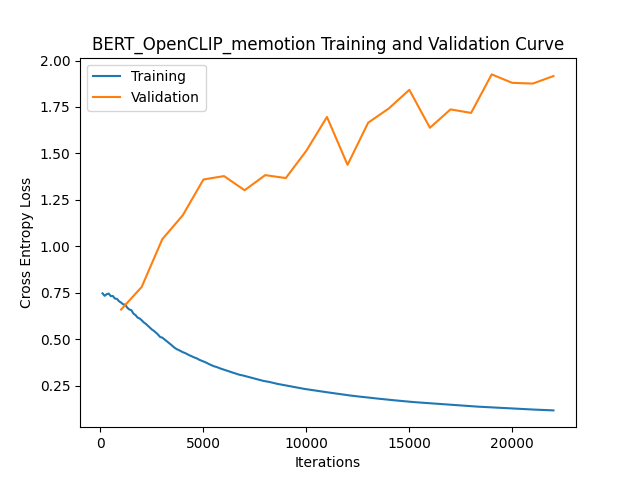 BERT_OpenCLIP_memotion Training and Validation Curve
2.00
1.75
1.50
1.25
1.00
0.75
0.50
0.25
Cross Entropy Loss
Training
Validation
0
5000
10000
15000
20000
Iterations